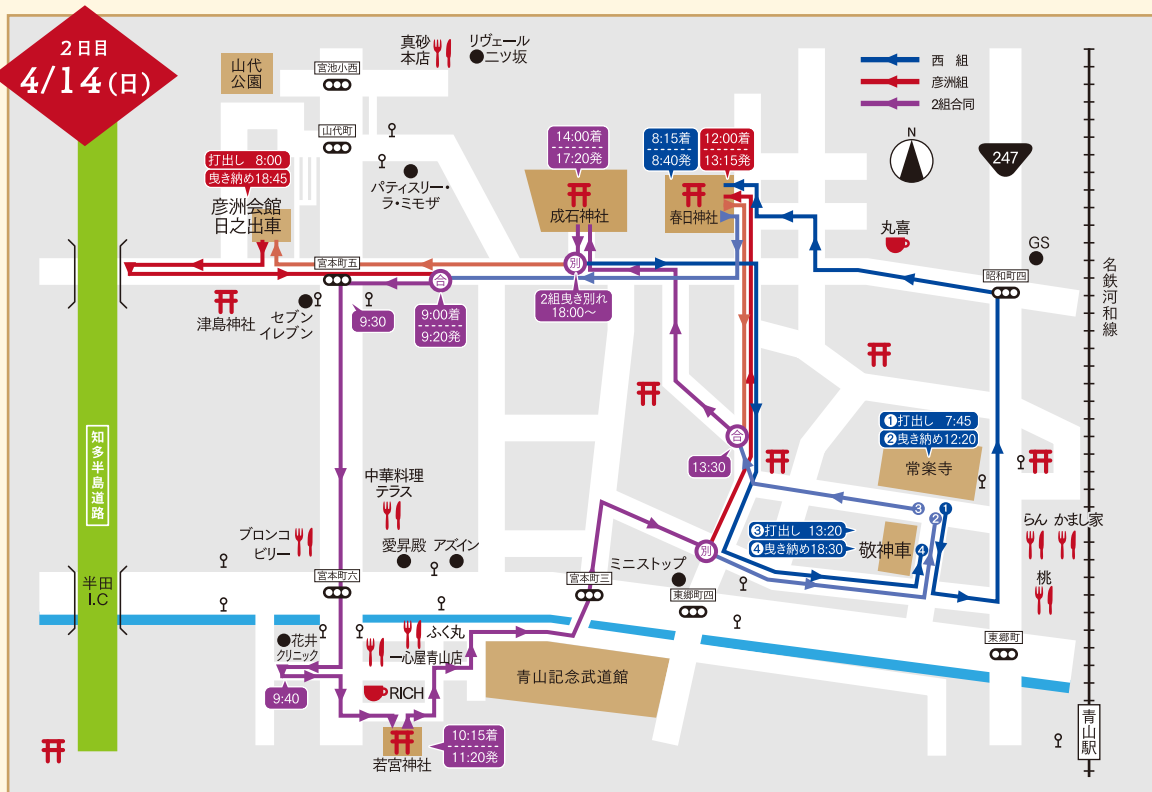 2日目
4/14(日)
山代
公園
真砂
本店
リヴェール
二ツ坂
宮池小西
山代町
西 組
彦洲組
2組合同
N
247
打出し 8:00
曳き納め18:45
彦洲会館
日之出車
パティスリー・
ラ・ミモザ
14:00着
17:20発
成石神社
8:15着
8:40発
12:00着
13:15発
春日神社
丸喜
GS
昭和町四
名鉄河和線
宮本町五
別
合
2組曳き別れ
18:00〜
9:00着
9:20発
9:30
津島神社
セブン
イレブン
知多半島道路
半田
I.C
合
13:30
①打出し 7:45
②曳き納め12:20
常楽寺
③
②
①
③打出し 13:20
④曳き納め18:30
敬神車
④
らん
かまし家
桃
中華料理
テラス
ブロンコ
ビリー
愛昇殿
アズイン
別
ミニストップ
宮本町六
宮本町三
東郷町四
東郷町
花井
クリニック
ふく丸
一心屋青山店
9:40
RICH
青山記念武道館
10:15着
11:20発
若宮神社
青山駅